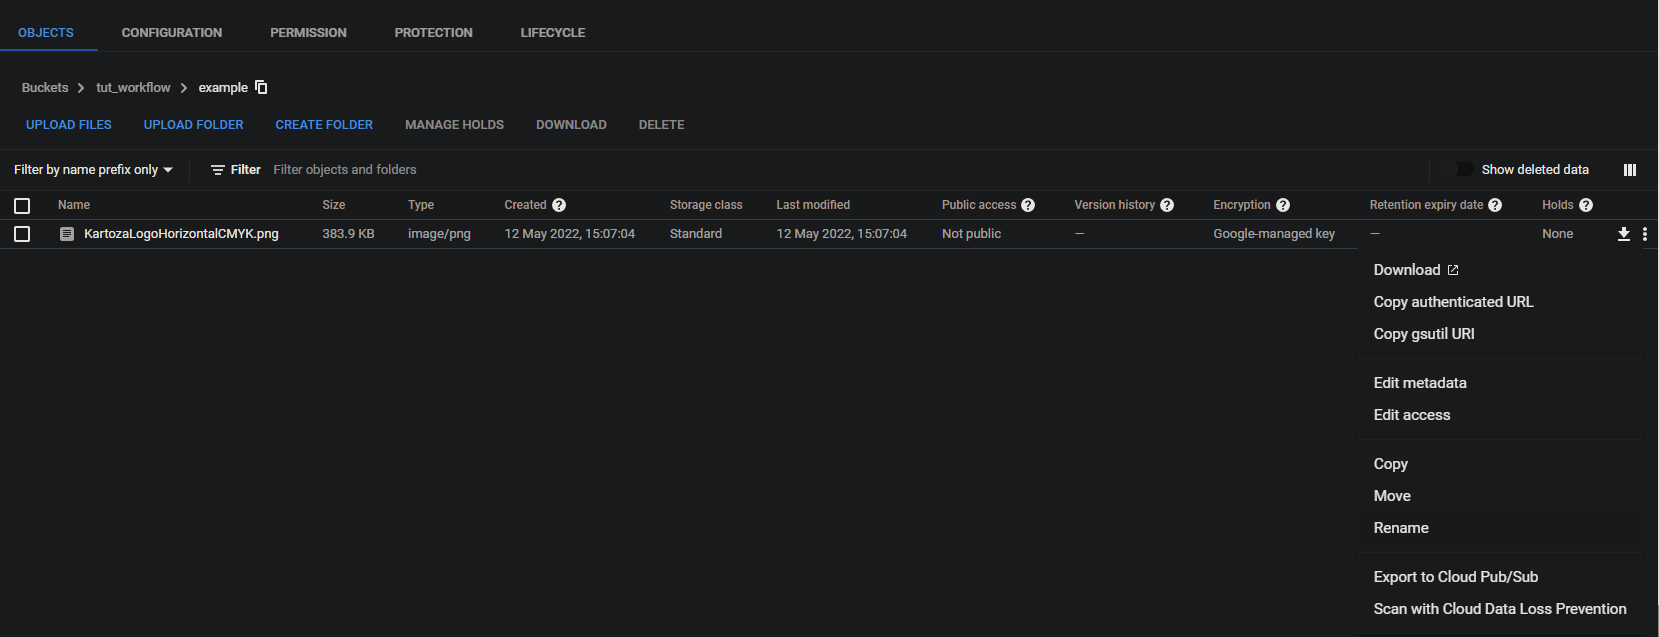 OBJECTS CONFIGURATION PERMISSION PROTECTION LIFECYCLE
Buckets > tut_workflow > example
UPLOAD FILES UPLOAD FOLDER CREATE FOLDER MANAGE HOLDS DOWNLOAD DELETE
Filter by name prefix only Filter Filter objects and folders Show deleted data
Name Size Type Created ? Storage class Last modified Public access ? Version history ? Encryption ? Retention expiry date ? Holds ?
KartozaLogoHorizontalCMYK.png 383.9 KB image/png 12 May 2022, 15:07:04 Standard 12 May 2022, 15:07:04 Not public — Google-managed key — None
Download
Copy authenticated URL
Copy gsutil URI
Edit metadata
Edit access
Copy
Move
Rename
Export to Cloud Pub/Sub
Scan with Cloud Data Loss Prevention